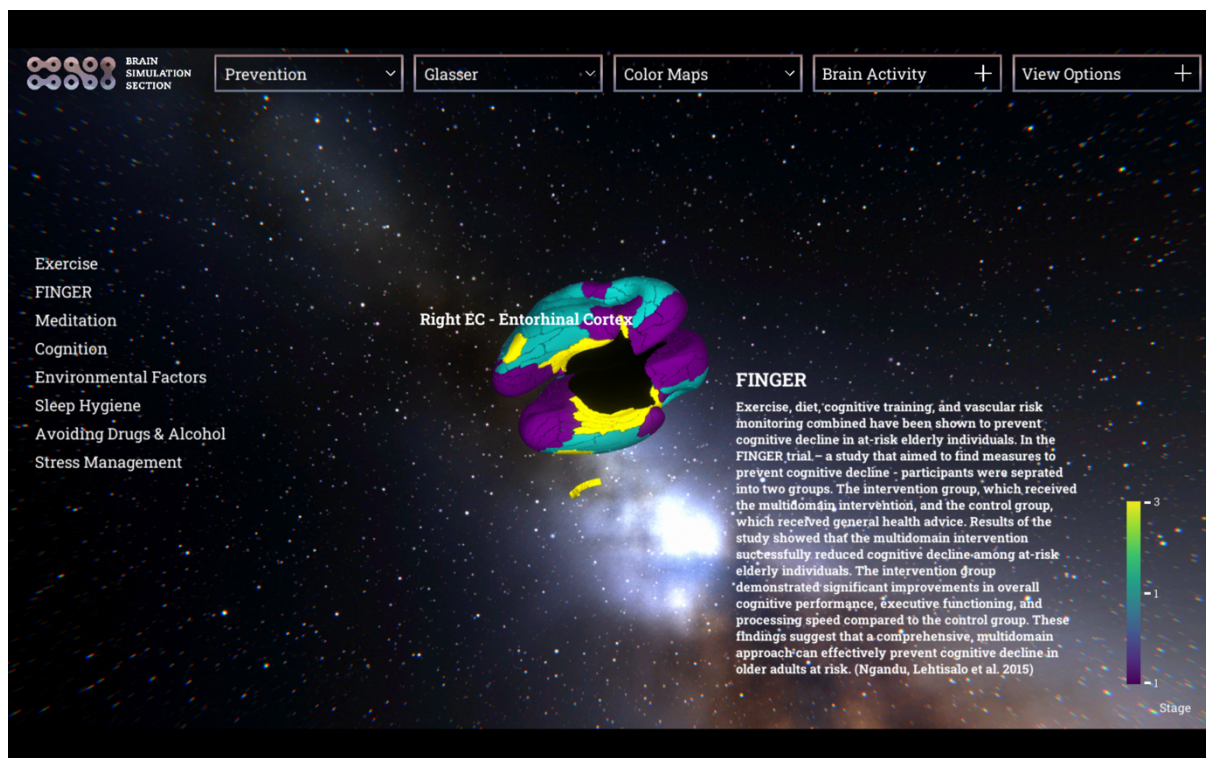 BRAIN
SIMULATION
SECTION
Prevention
Glasser
Color Maps
Brain Activity
View Options
Exercise
FINGER
Meditation
Cognition
Environmental Factors
Sleep Hygiene
Avoiding Drugs & Alcohol
Stress Management
Right EC - Entorhinal Cortex
FINGER
Exercise, diet, cognitive training, and vascular risk
monitoring combined have been shown to prevent
cognitive decline in at-risk elderly individuals. In the
FINGER trial – a study that aimed to find measures to
prevent cognitive decline - participants were seprated
into two groups. The intervention group, which received
the multidomain intervention, and the control group,
which received general health advice. Results of the
study showed that the multidomain intervention
successfully reduced cognitive decline among at-risk
elderly individuals. The intervention group
demonstrated significant improvements in overall
cognitive performance, executive functioning, and
processing speed compared to the control group. These
findings suggest that a comprehensive, multidomain
approach can effectively prevent cognitive decline in
older adults at risk. (Ngandu, Lehtisalo et al. 2015)
3
1
-1
Stage